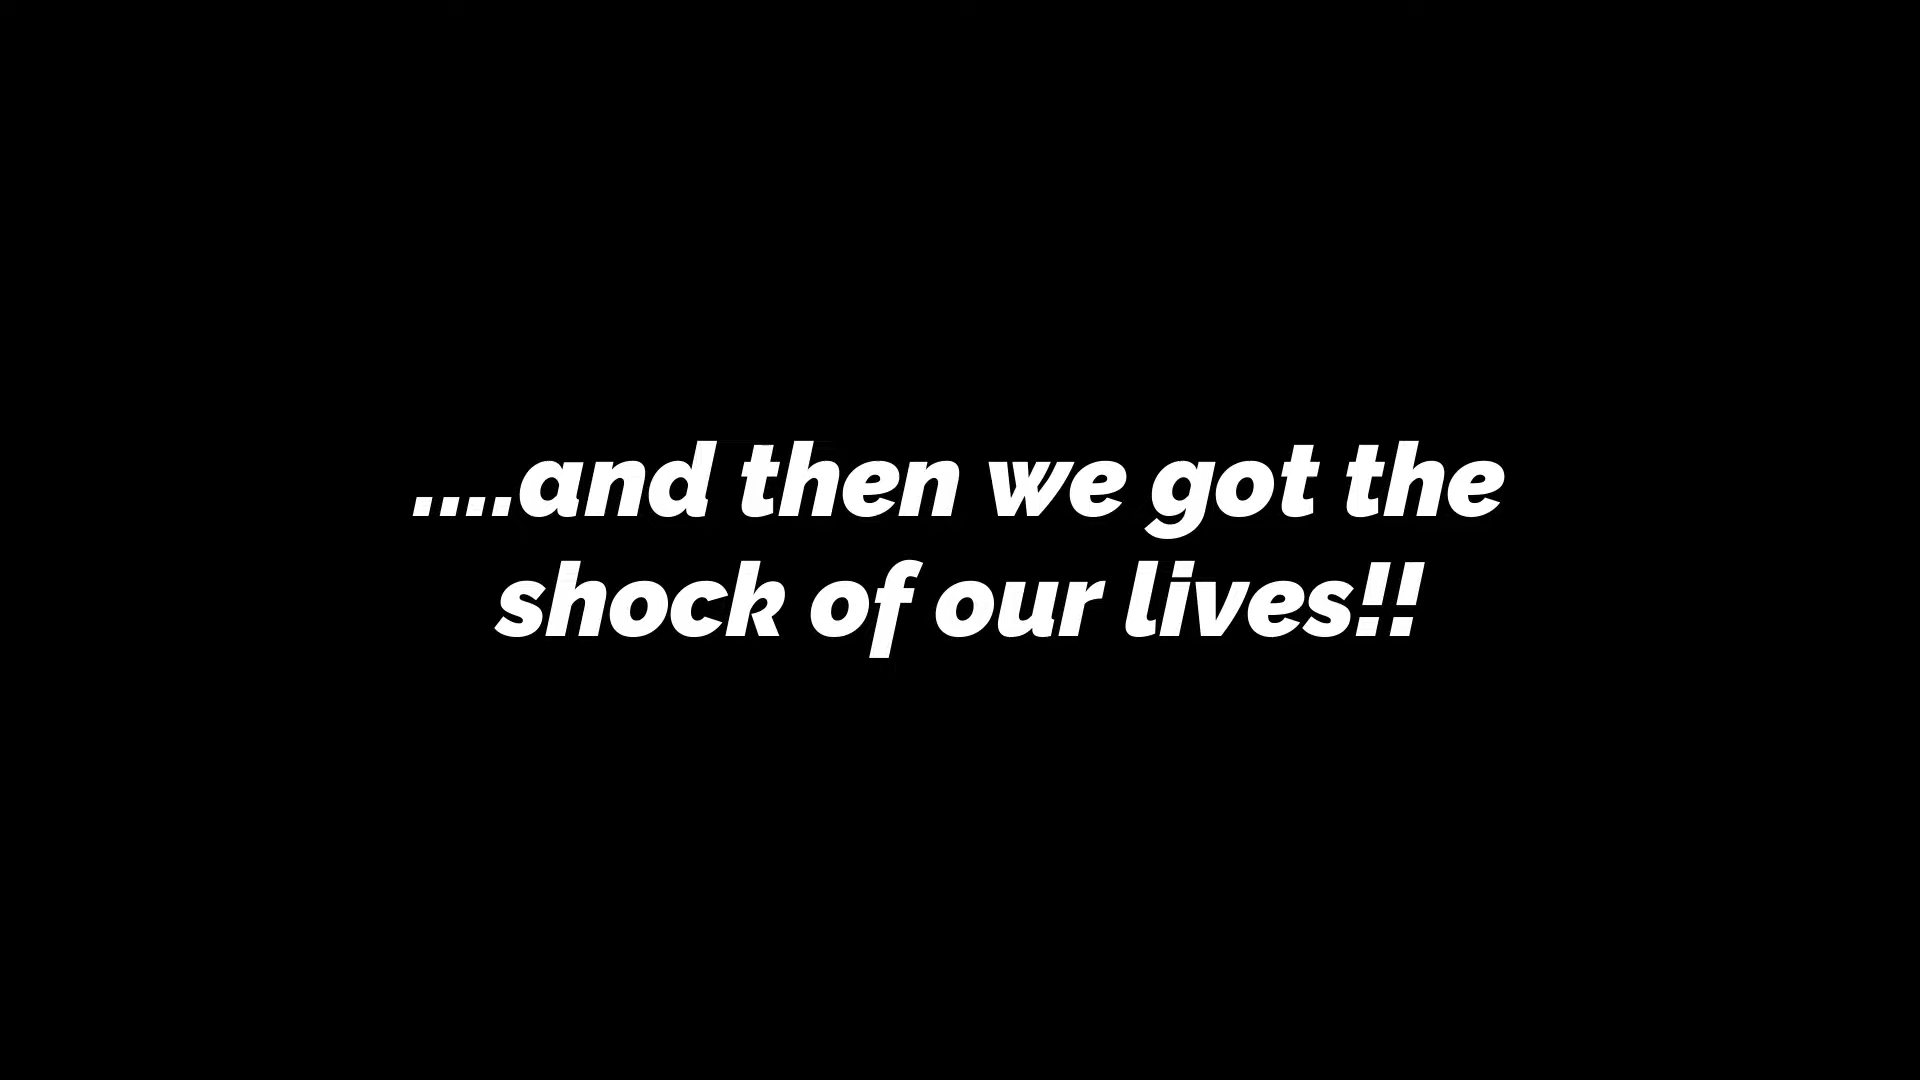 ....and then we got the
shock of our lives!!